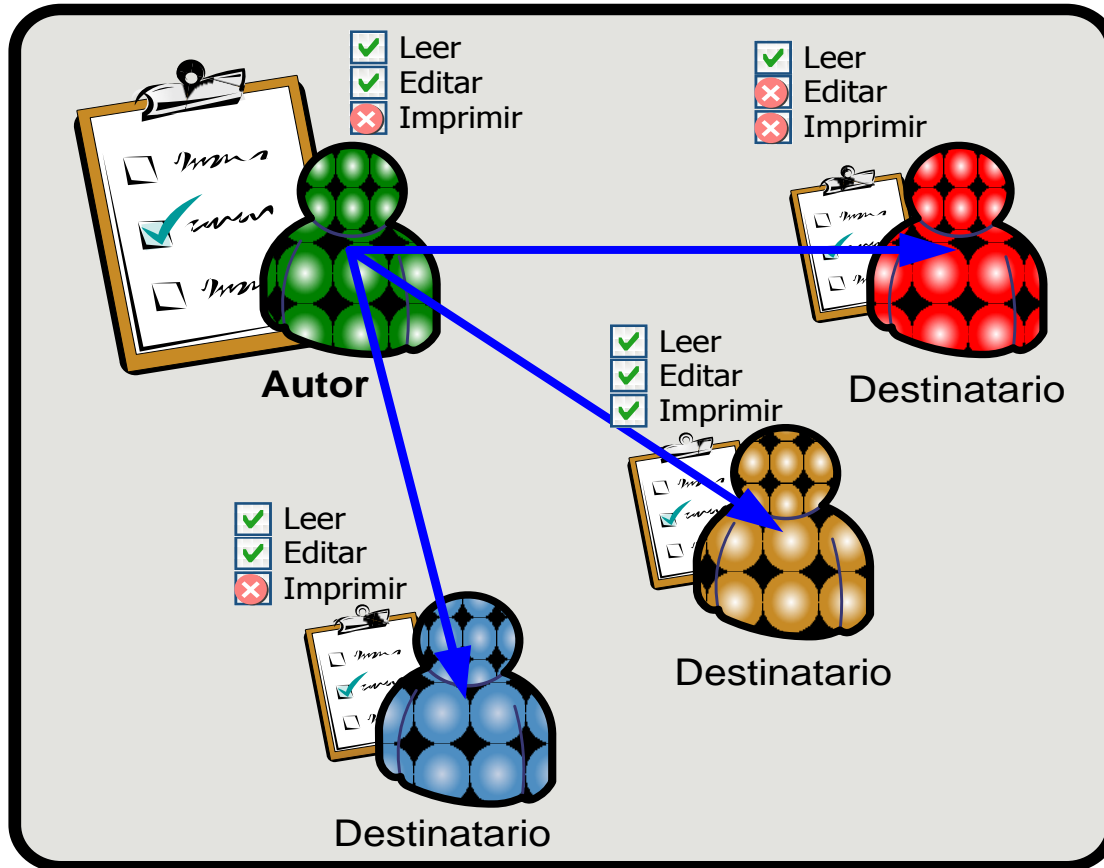 Leer
Editar
Imprimir
Autor
Leer
Editar
Imprimir
Destinatario
Leer
Editar
Imprimir
Destinatario
Leer
Editar
Imprimir
Destinatario